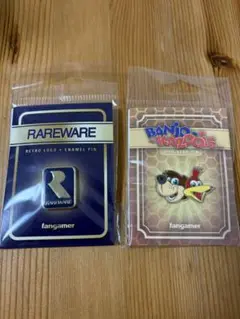 RAREWARE
RETRO LOGO • ENAMEL PIN
R
RAREWARE
fangamer
BANJO
KAZOOIE
fangamer